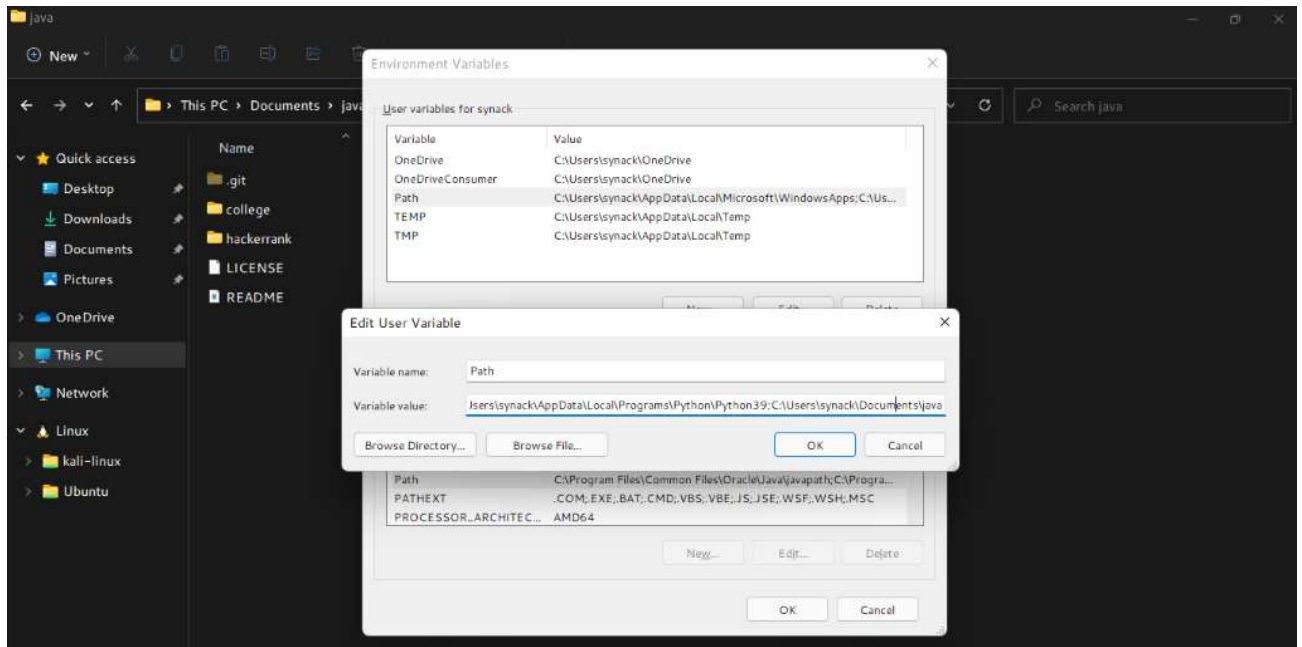 java
New
Environment Variables
This PC › Documents › java
Search java
User variables for synack
Variable Value
OneDrive C:\Users\synack\OneDrive
OneDriveConsumer C:\Users\synack\OneDrive
Path C:\Users\synack\AppData\Local\Microsoft\WindowsApps;C:\Us...
TEMP C:\Users\synack\AppData\Local\Temp
TMP C:\Users\synack\AppData\Local\Temp
Quick access
Desktop
Downloads
Documents
Pictures
OneDrive
This PC
Network
Linux
kali-linux
Ubuntu
Name
.git
college
hackerrank
LICENSE
README
Edit User Variable
Variable name: Path
Variable value: Jsers\synack\AppData\Local\Programs\Python\Python39;C:\Users\synack\Documents\java
Browse Directory... Browse File... OK Cancel
Path C:\Program Files\Common Files\Oracle\Java\javapath;C:\Progra...
PATHEXT .COM;.EXE;.BAT;.CMD;.VBS;.VBE;.JS;.JSE;.WSF;.WSH;.MSC
PROCESSOR_ARCHITEC... AMD64
New... Edit... Delete
OK Cancel